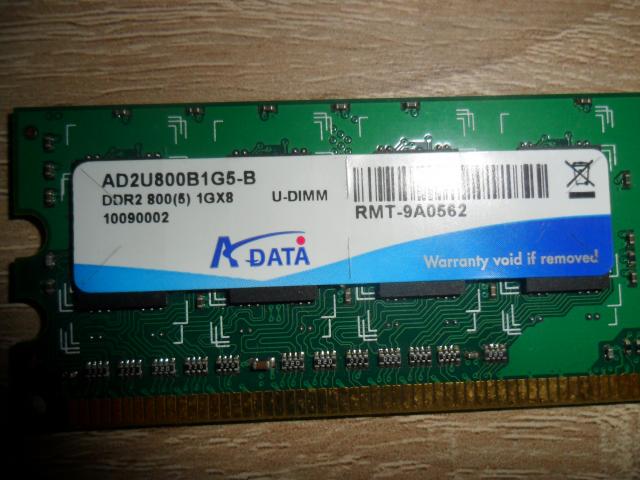 AD2U800B1G5-B
DDR2 800(5) 1GX8 U-DIMM
10090002
RMT-9A0562
ADATA
Warranty void if removed